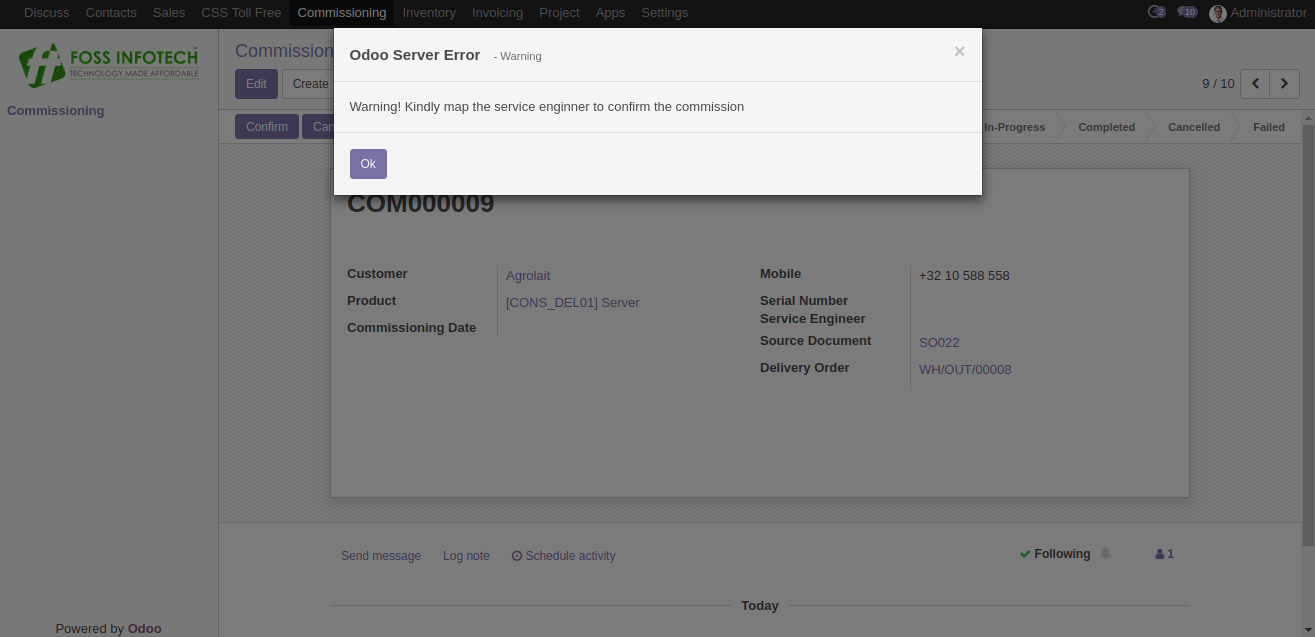 Discuss Contacts Sales CSS Toll Free Commissioning Inventory Invoicing Project Apps Settings 2 10 Administrator
FOSS INFOTECH
TECHNOLOGY MADE AFFORDABLE
Commissioning
Powered by Odoo
Commission
Edit Create
9 / 10
Confirm Can
In-Progress Completed Cancelled Failed
Odoo Server Error - Warning ×
Warning! Kindly map the service enginner to confirm the commission
Ok
COM000009
Customer Agrolait
Product [CONS_DEL01] Server
Commissioning Date
Mobile +32 10 588 558
Serial Number
Service Engineer
Source Document SO022
Delivery Order WH/OUT/00008
Send message Log note Schedule activity
Following 1
Today